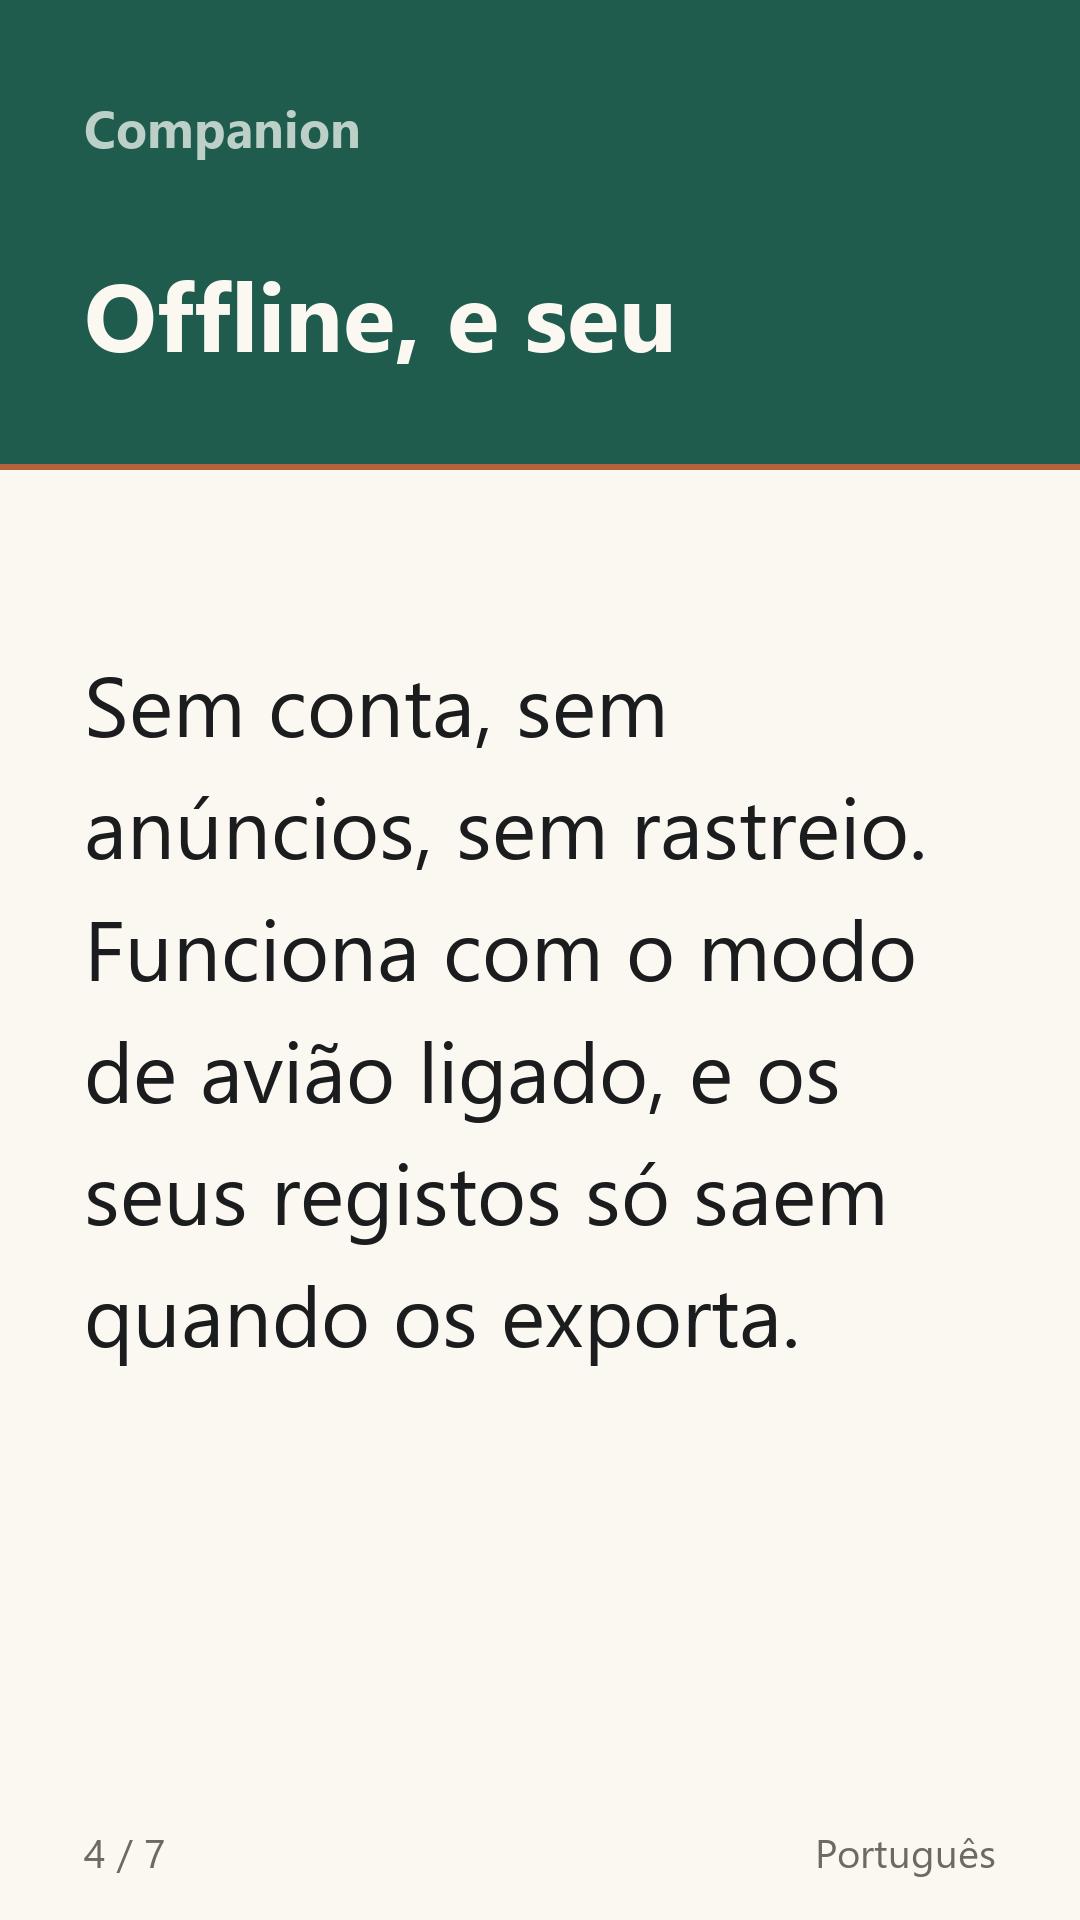 Companion
Offline, e seu
Sem conta, sem
anúncios, sem rastreio.
Funciona com o modo
de avião ligado, e os
seus registos só saem
quando os exporta.
4 / 7
Português